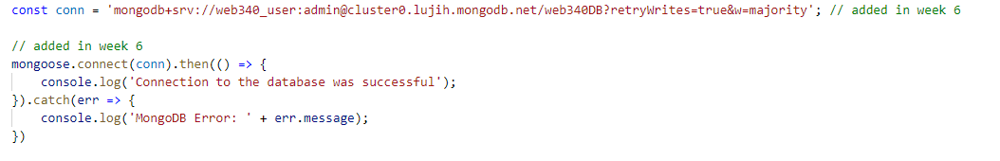 const conn = 'mongodb+srv://web340_user:admin@cluster0.lujih.mongodb.net/web340DB?retryWrites=true&w=majority'; // added in week 6
// added in week 6
mongoose.connect(conn).then(() => {
    console.log('Connection to the database was successful');
}).catch(err => {
    console.log('MongoDB Error: ' + err.message);
})